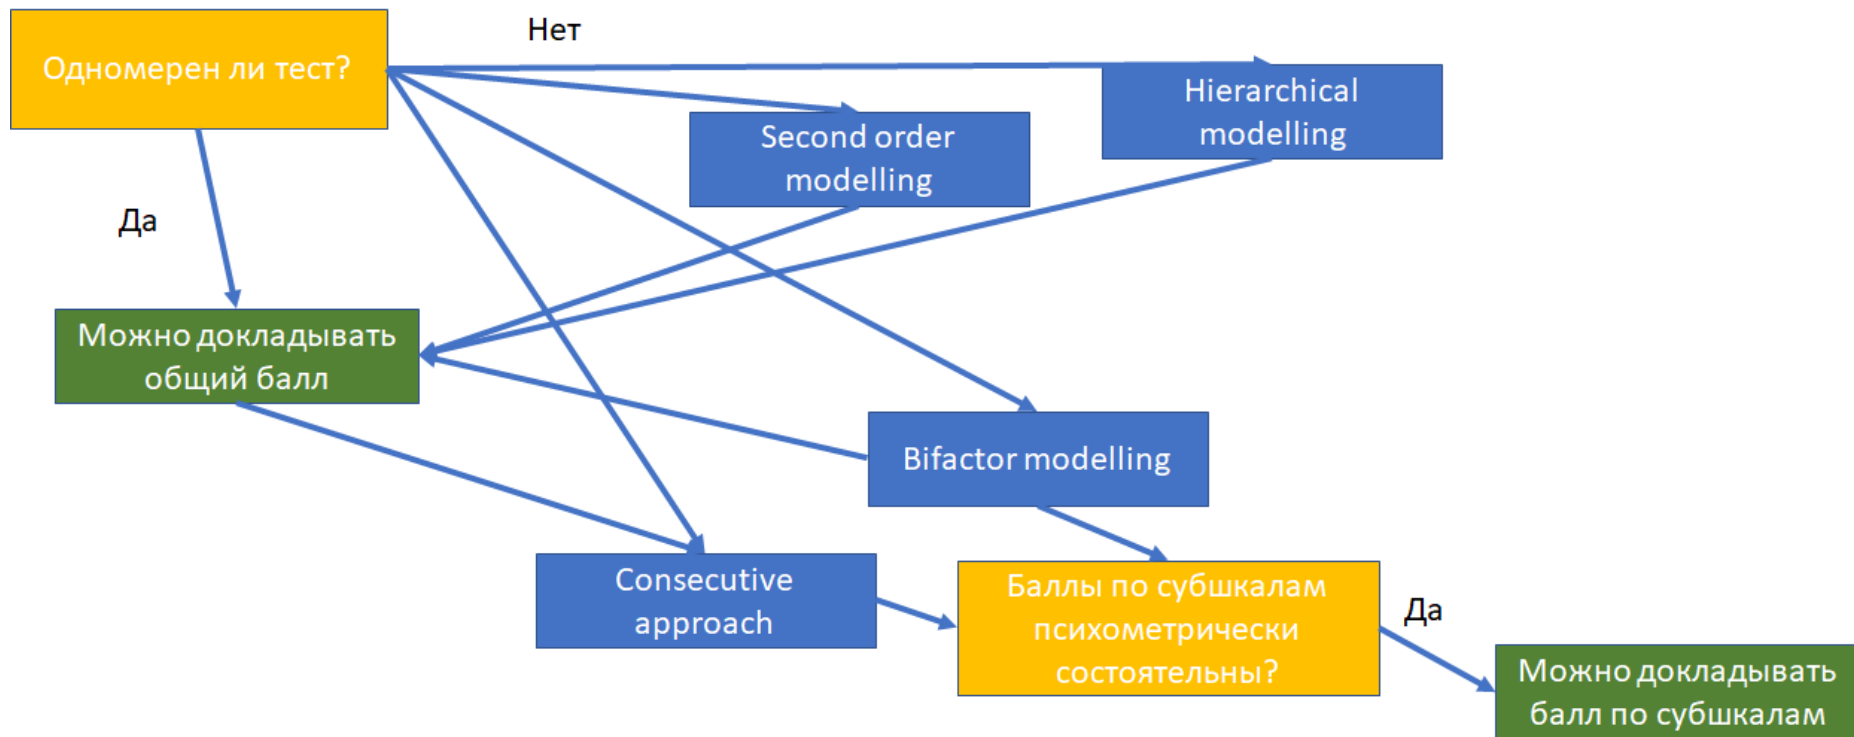 Нет
Одномерен ли тест?
Hierarchical
modelling
Second order
modelling
Да
Можно докладывать
общий балл
Bifactor modelling
Consecutive
approach
Баллы по субшкалам
психометрически
состоятельны?
Да
Можно докладывать
балл по субшкалам